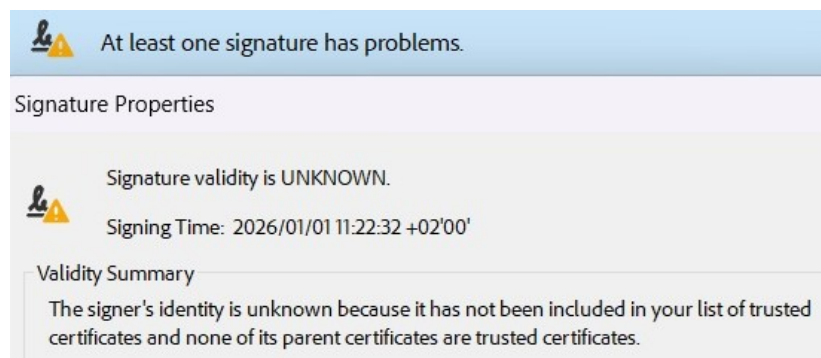 At least one signature has problems.
Signature Properties
Signature validity is UNKNOWN.
Signing Time: 2026/01/01 11:22:32 +02'00'
Validity Summary
The signer's identity is unknown because it has not been included in your list of trusted
certificates and none of its parent certificates are trusted certificates.